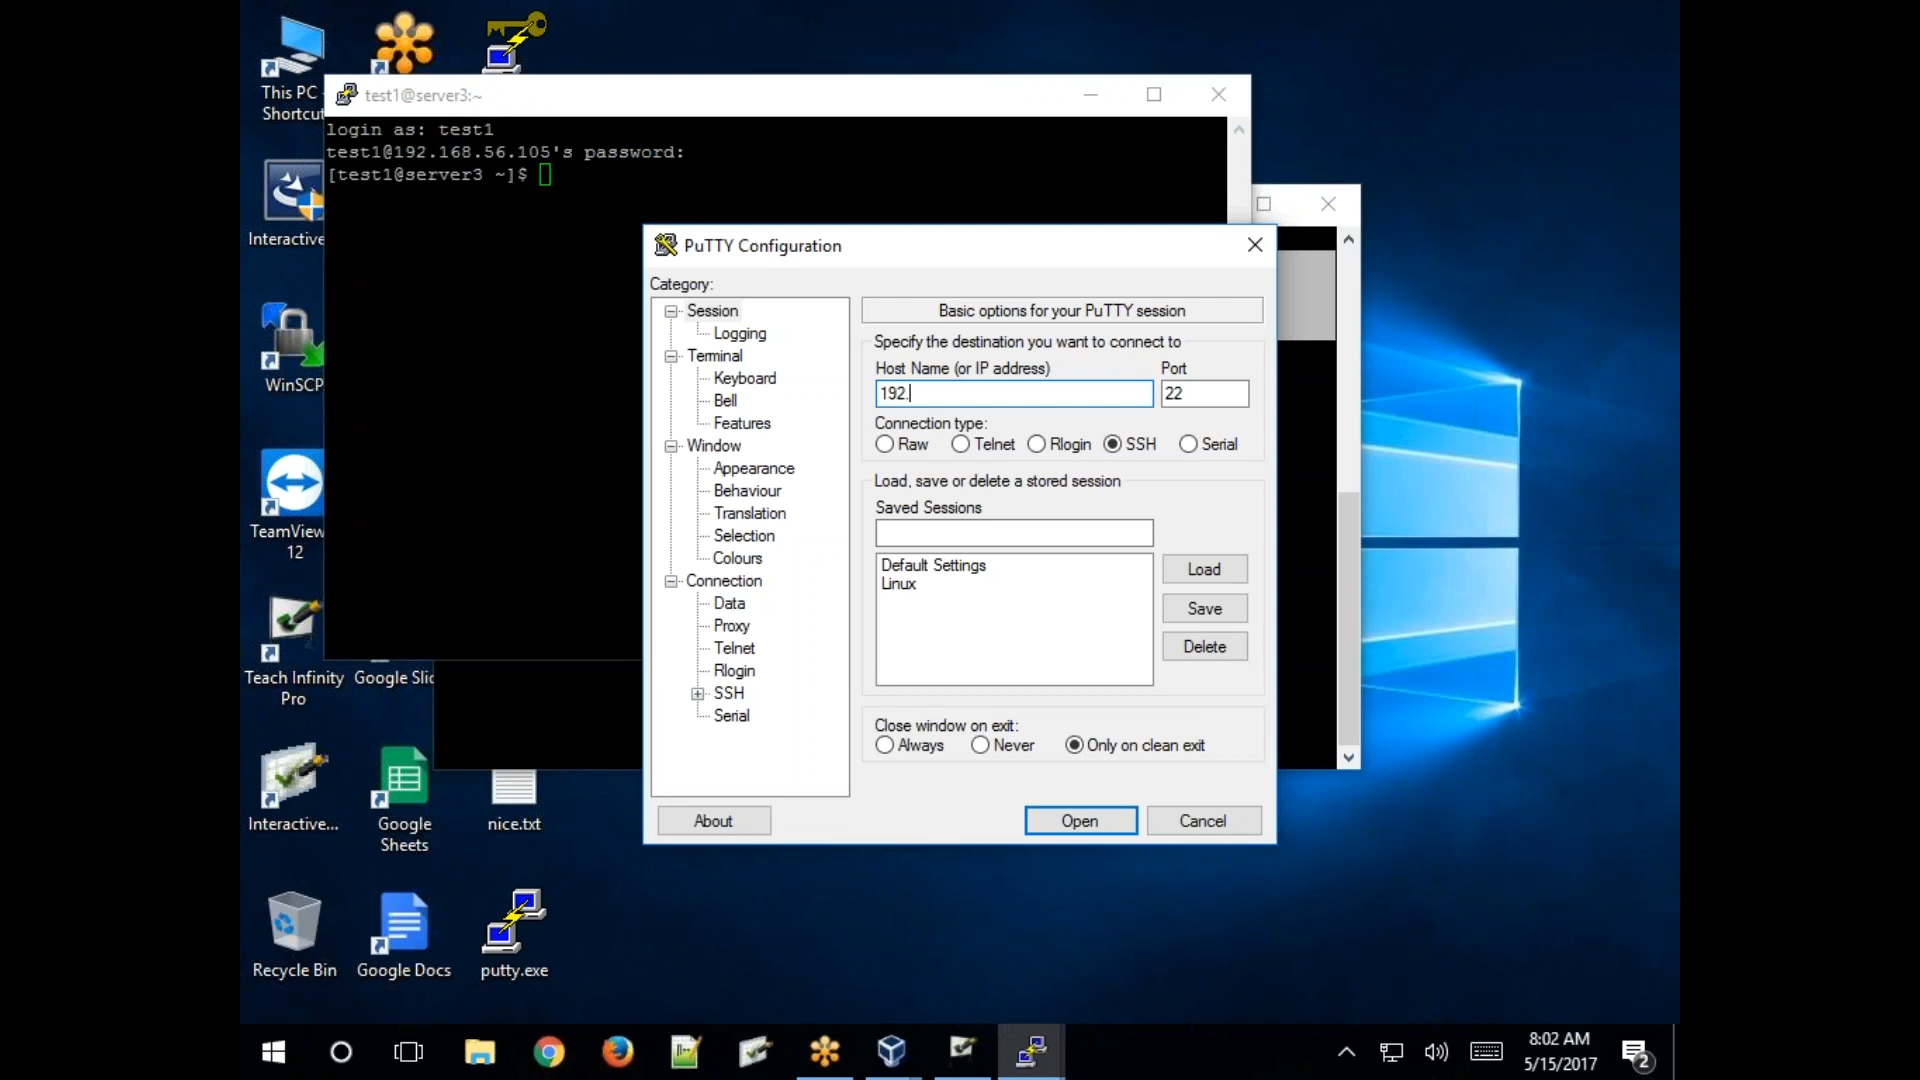 This PC -
Shortcut
test1@server3:~
login as: test1
test1@192.168.56.105's password:
[test1@server3 ~]$
Interactive
WinSCP
TeamView
12
Teach Infinity
Pro
Google Slid
Interactive...
Google
Sheets
nice.txt
Recycle Bin
Google Docs
putty.exe
PuTTY Configuration
Category:
Session
Logging
Terminal
Keyboard
Bell
Features
Window
Appearance
Behaviour
Translation
Selection
Colours
Connection
Data
Proxy
Telnet
Rlogin
SSH
Serial
Basic options for your PuTTY session
Specify the destination you want to connect to
Host Name (or IP address) Port
192. 22
Connection type:
Raw Telnet Rlogin SSH Serial
Load, save or delete a stored session
Saved Sessions
Default Settings
Linux
Load
Save
Delete
Close window on exit:
Always Never Only on clean exit
About Open Cancel
8:02 AM
5/15/2017
2